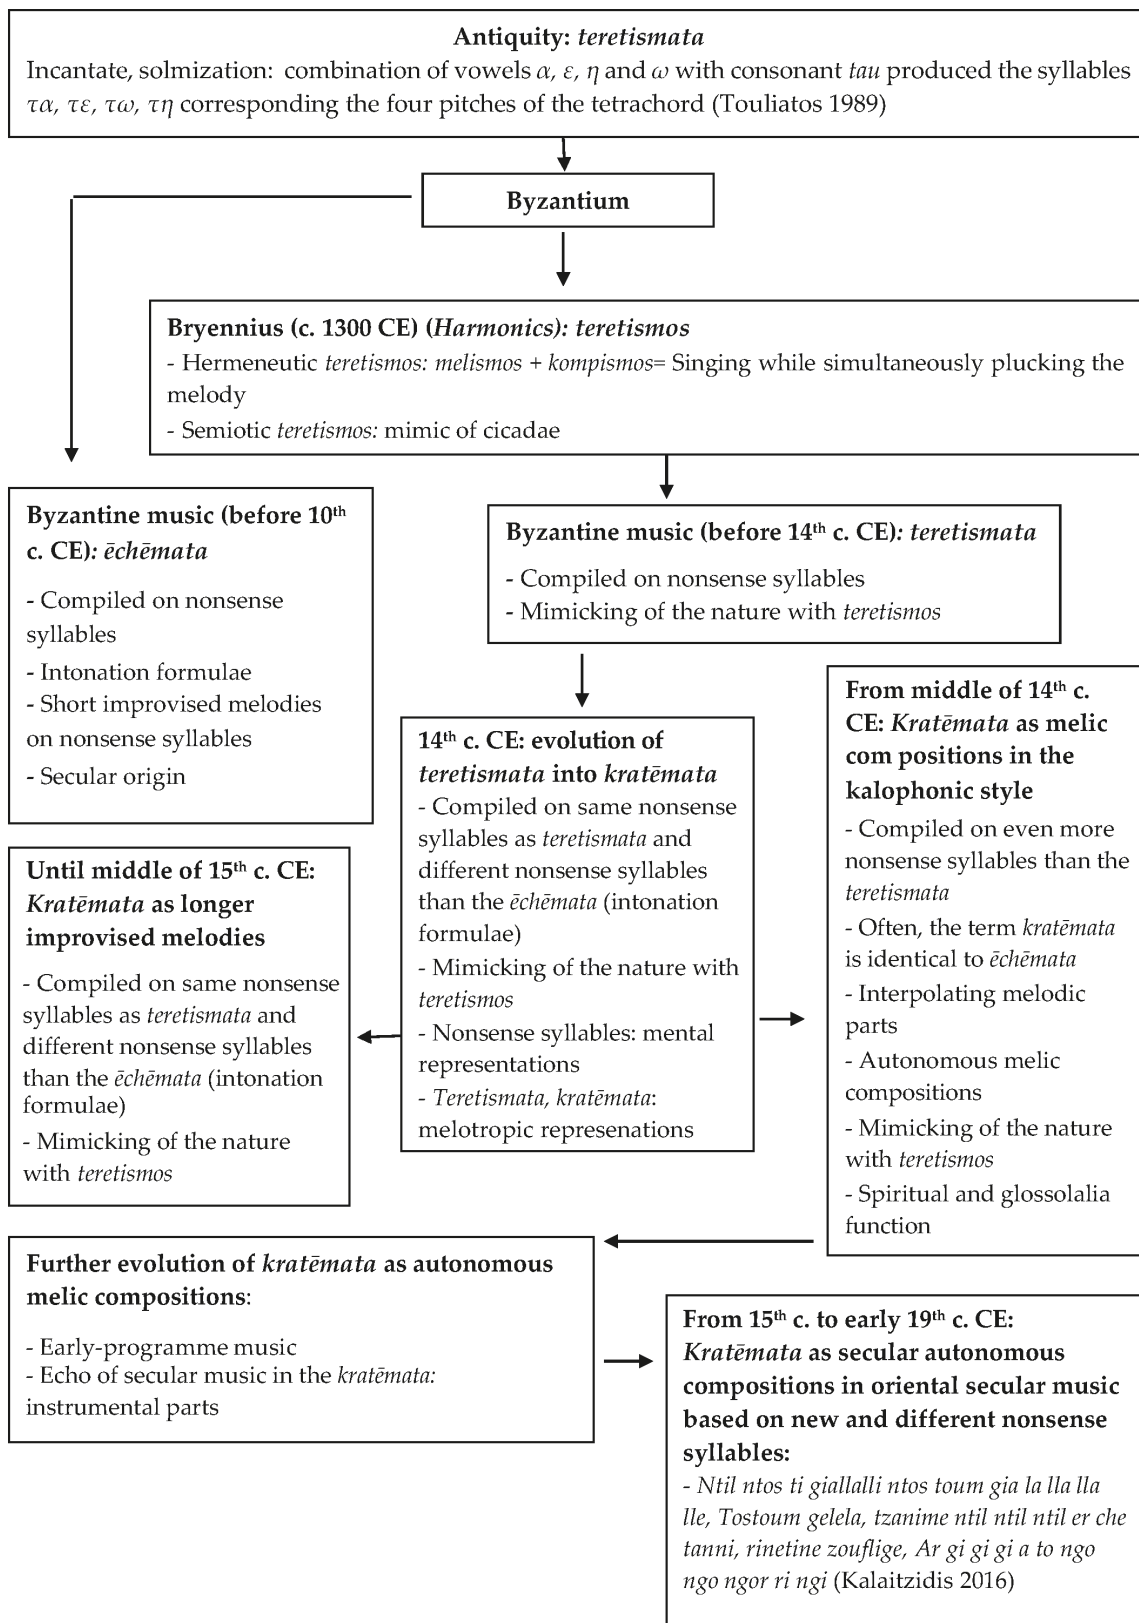 Antiquity: teretismata
Incantate, solmization: combination of vowels α, ε, η and ω with consonant tau produced the syllables
τα, τε, τω, τη corresponding the four pitches of the tetrachord (Touliatos 1989)
Byzantium
Bryennius (c. 1300 CE) (Harmonics): teretismos
- Hermeneutic teretismos: melismos + kompismos= Singing while simultaneously plucking the
melody
- Semiotic teretismos: mimic of cicadae
Byzantine music (before 10th
c. CE): ēchēmata
- Compiled on nonsense
syllables
- Intonation formulae
- Short improvised melodies
on nonsense syllables
- Secular origin
Byzantine music (before 14th c. CE): teretismata
- Compiled on nonsense syllables
- Mimicking of the nature with teretismos
14th c. CE: evolution of
teretismata into kratēmata
- Compiled on same nonsense
syllables as teretismata and
different nonsense syllables
than the ēchēmata (intonation
formulae)
- Mimicking of the nature with
teretismos
- Nonsense syllables: mental
representations
- Teretismata, kratēmata:
melotropic represenations
Until middle of 15th c. CE:
Kratēmata as longer
improvised melodies
- Compiled on same nonsense
syllables as teretismata and
different nonsense syllables
than the ēchēmata (intonation
formulae)
- Mimicking of the nature
with teretismos
From middle of 14th c.
CE: Kratēmata as melic
com positions in the
kalophonic style
- Compiled on even more
nonsense syllables than the
teretismata
- Often, the term kratēmata
is identical to ēchēmata
- Interpolating melodic
parts
- Autonomous melic
compositions
- Mimicking of the nature
with teretismos
- Spiritual and glossolalia
function
Further evolution of kratēmata as autonomous
melic compositions:
- Early-programme music
- Echo of secular music in the kratēmata:
instrumental parts
From 15th c. to early 19th c. CE:
Kratēmata as secular autonomous
compositions in oriental secular music
based on new and different nonsense
syllables:
- Ntil ntos ti giallalli ntos toum gia la lla lla
lle, Tostoum gelela, tzanime ntil ntil ntil er che
tanni, rinetine zouflige, Ar gi gi gi a to ngo
ngo ngor ri ngi (Kalaitzidis 2016)